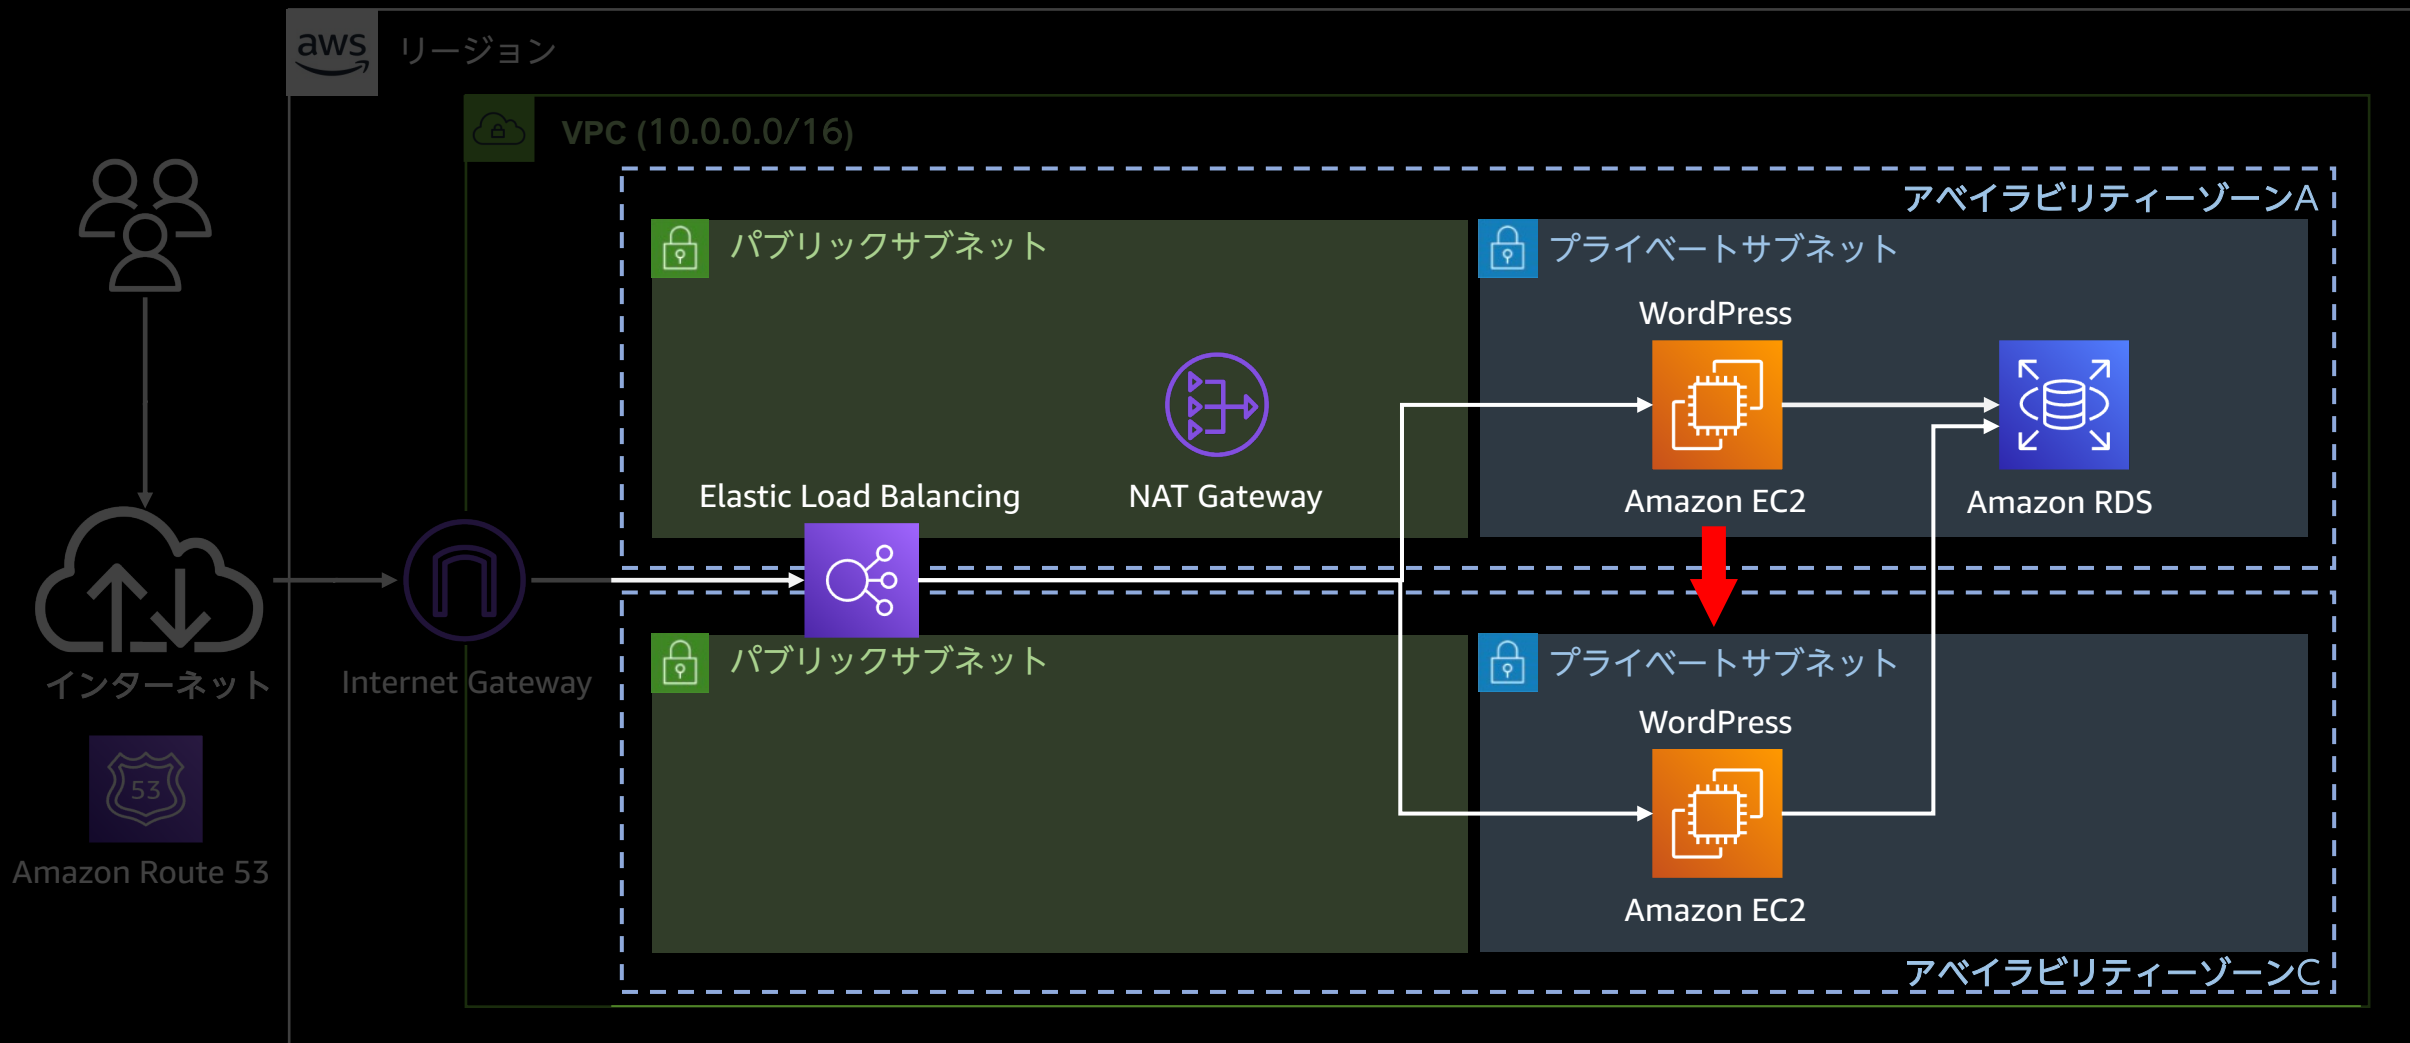 aws
リージョン
VPC (10.0.0.0/16)
アベイラビリティーゾーンA
パブリックサブネット
プライベートサブネット
WordPress
Elastic Load Balancing
NAT Gateway
Amazon EC2
Amazon RDS
インターネット
Internet Gateway
パブリックサブネット
プライベートサブネット
WordPress
53
Amazon Route 53
Amazon EC2
アベイラビリティーゾーンC